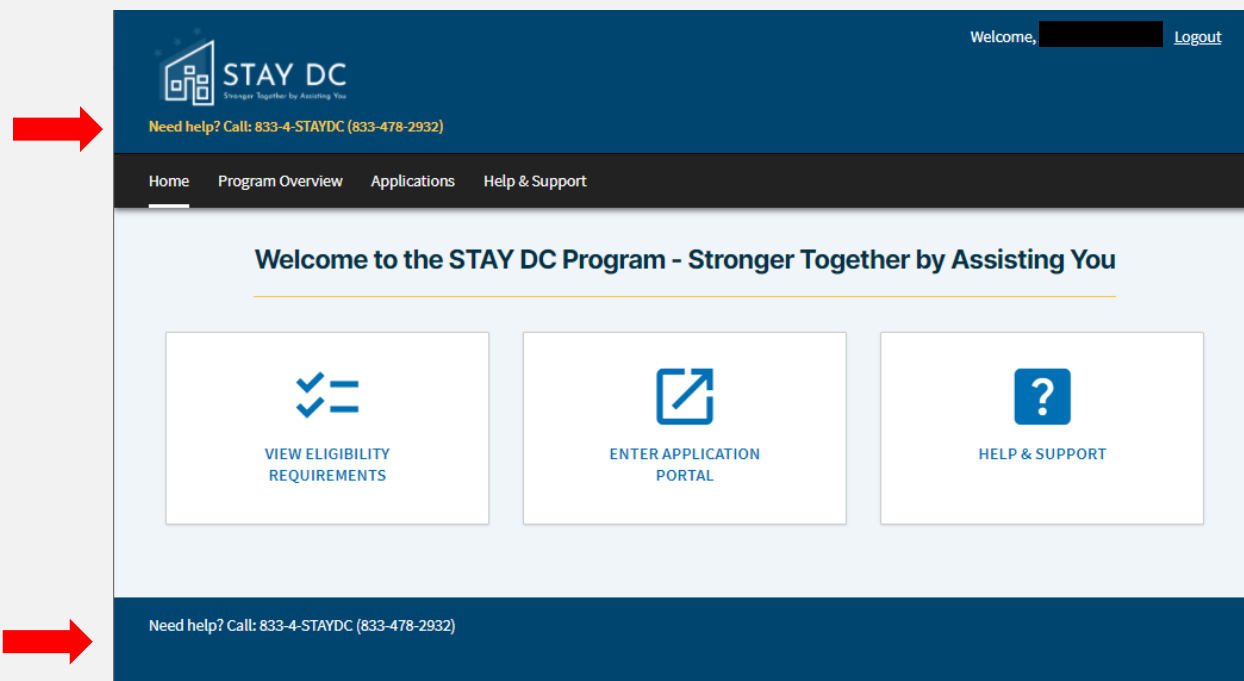 Welcome, Logout
STAY DC
Stronger Together by Assisting You
Need help? Call: 833-4-STAYDC (833-478-2932)
Home Program Overview Applications Help & Support
Welcome to the STAY DC Program - Stronger Together by Assisting You
VIEW ELIGIBILITY
REQUIREMENTS
ENTER APPLICATION
PORTAL
?
HELP & SUPPORT
Need help? Call: 833-4-STAYDC (833-478-2932)